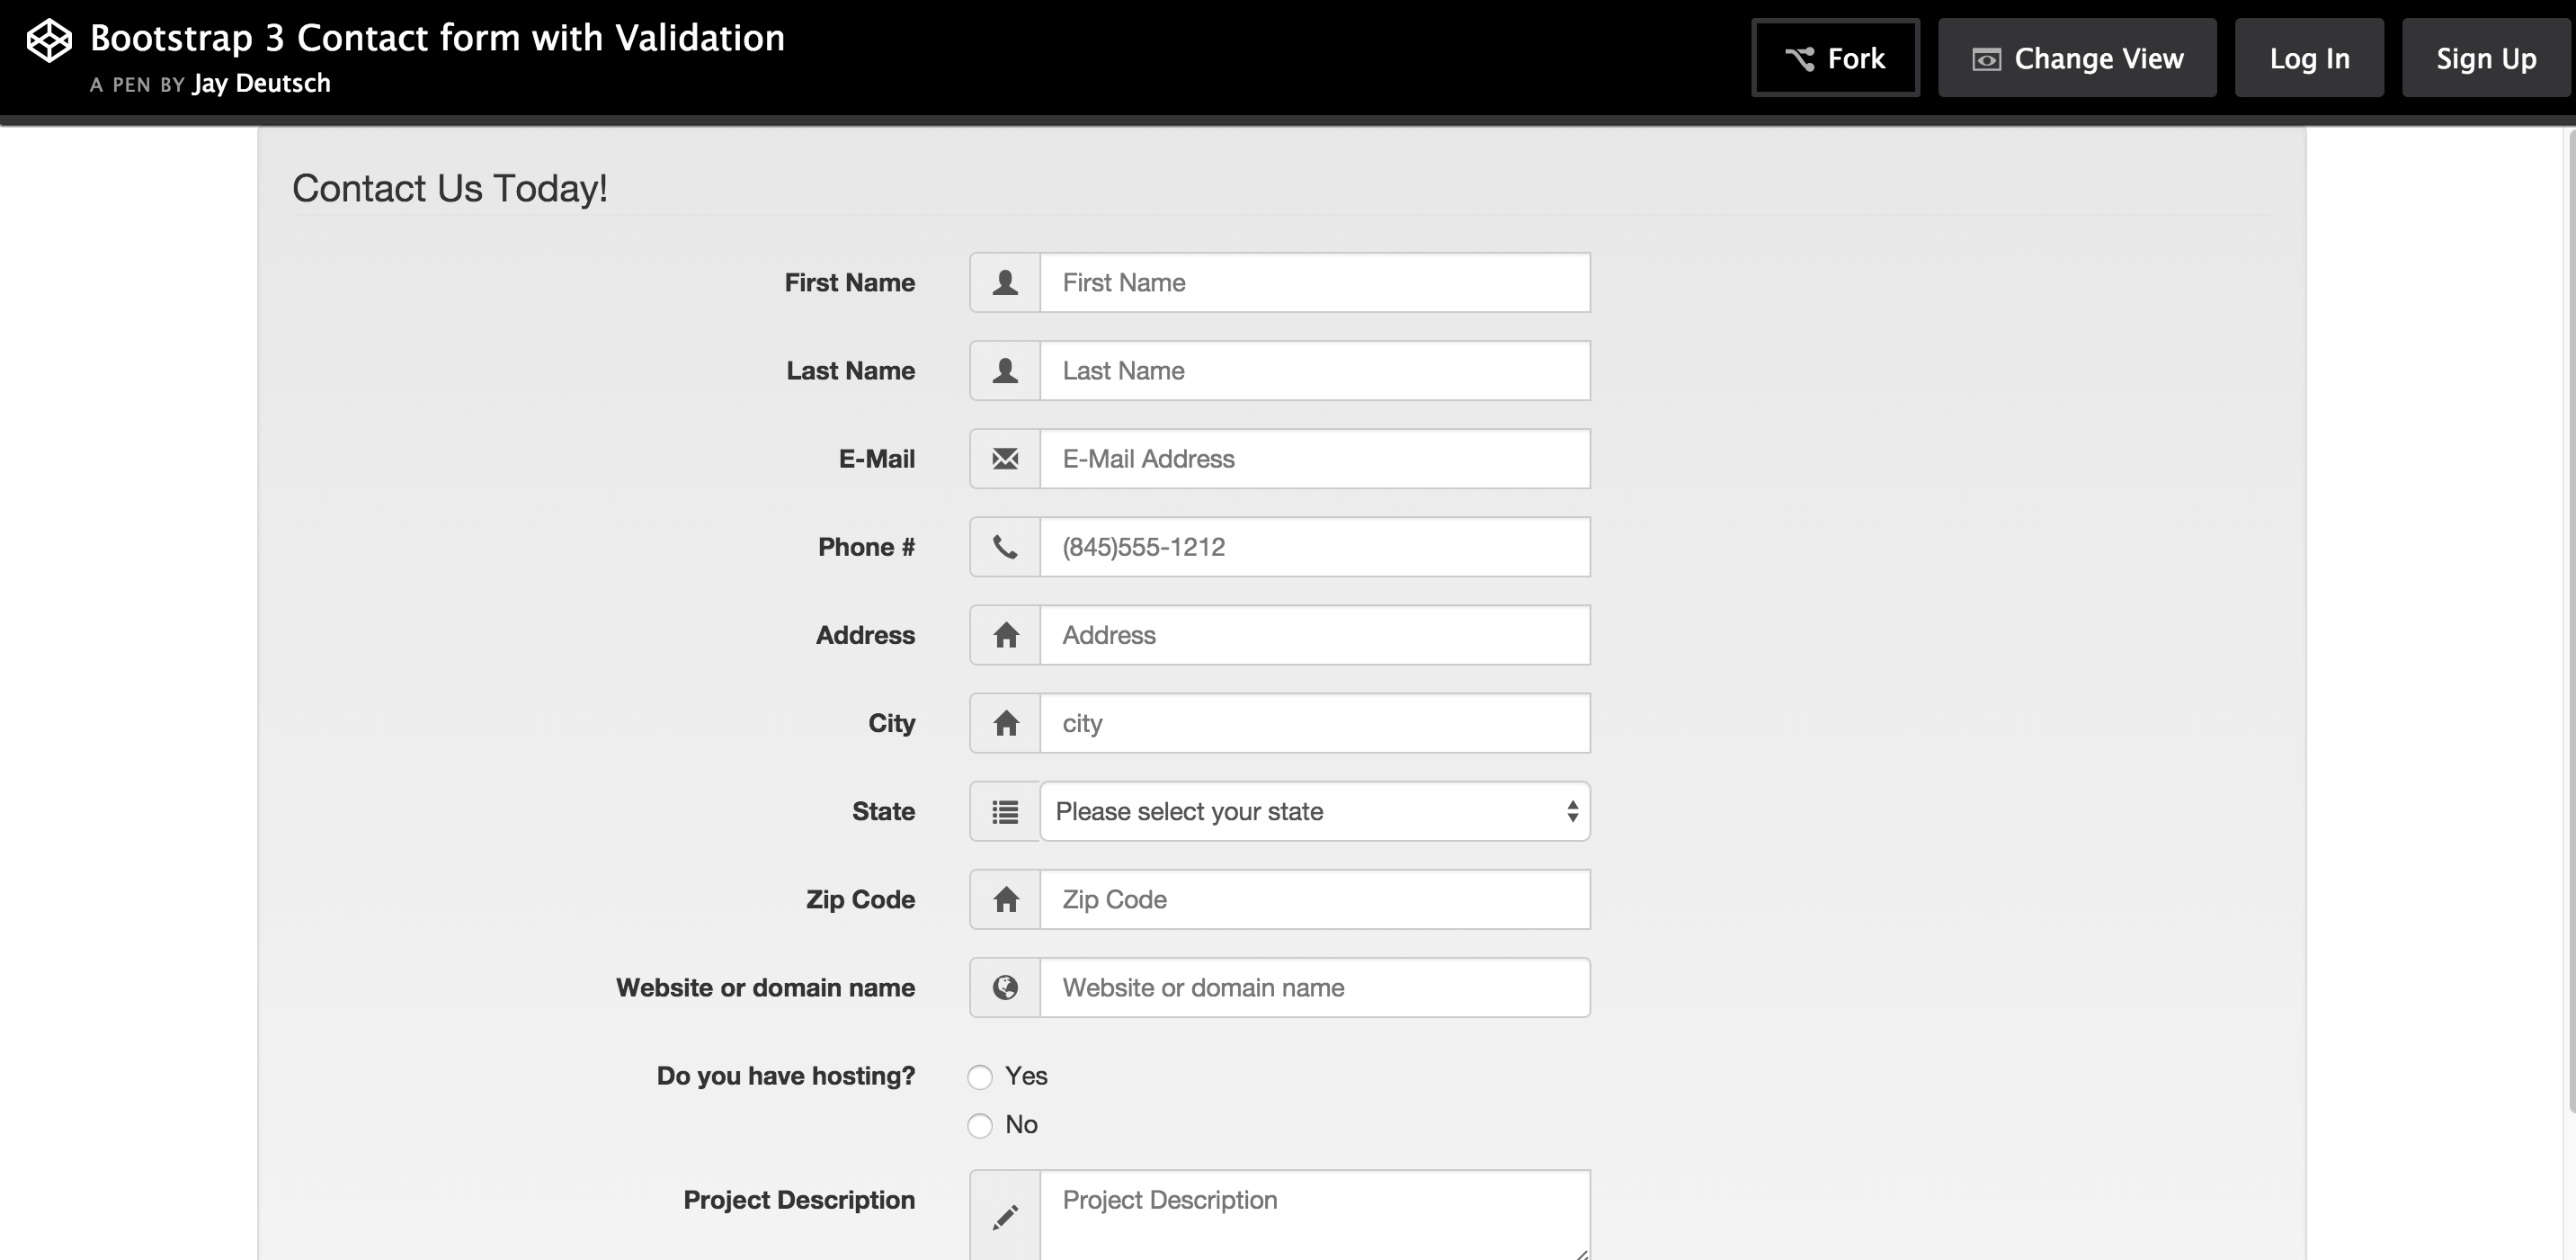 Bootstrap 3 Contact form with Validation
A PEN BY Jay Deutsch
Fork
Change View
Log In
Sign Up
Contact Us Today!
First Name First Name
Last Name Last Name
E-Mail E-Mail Address
Phone # (845)555-1212
Address Address
City city
State Please select your state
Zip Code Zip Code
Website or domain name Website or domain name
Do you have hosting? Yes
No
Project Description Project Description